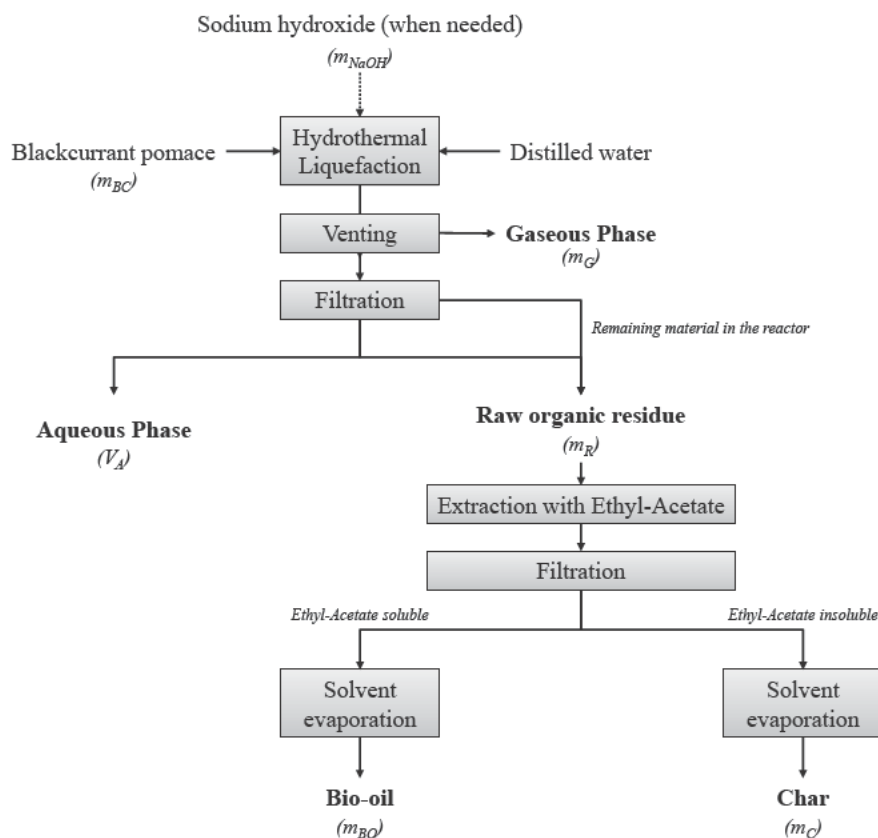 Sodium hydroxide (when needed)
(m_NaOH)
Hydrothermal
Liquefaction
Blackcurrant pomace
(m_BC)
Distilled water
Venting
Gaseous Phase
(m_G)
Filtration
Remaining material in the reactor
Aqueous Phase
(V_A)
Raw organic residue
(m_R)
Extraction with Ethyl-Acetate
Filtration
Ethyl-Acetate soluble
Ethyl-Acetate insoluble
Solvent
evaporation
Solvent
evaporation
Bio-oil
(m_BO)
Char
(m_C)